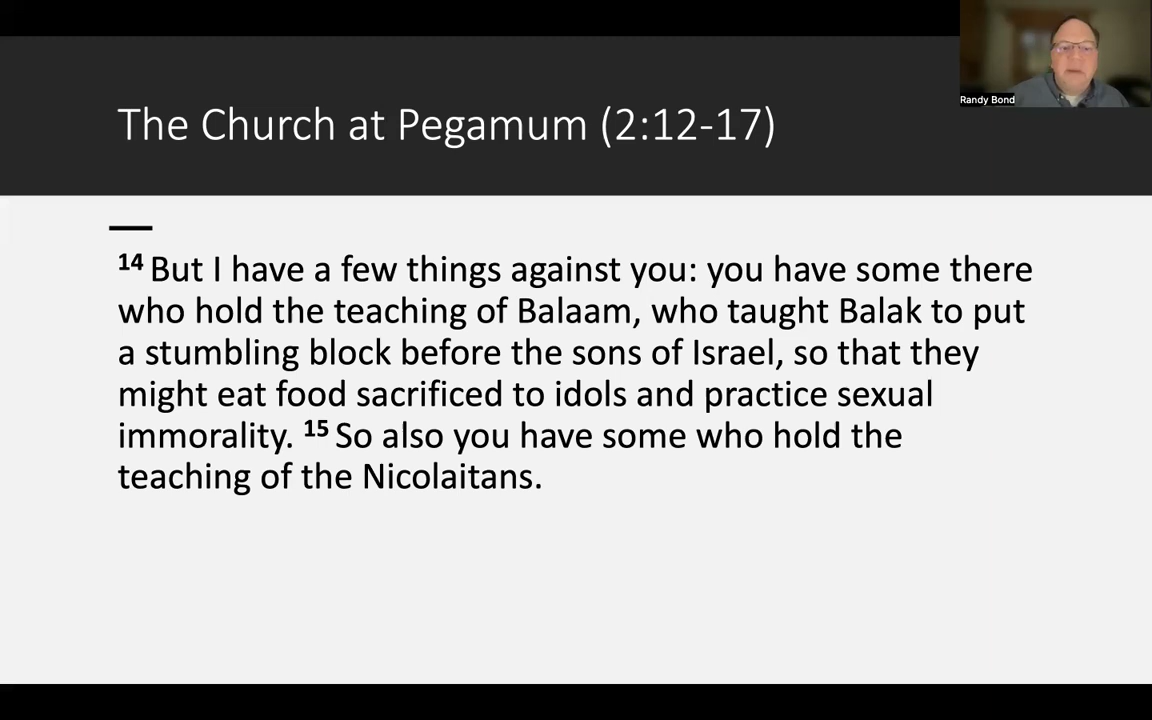 Randy Bond
The Church at Pegamum (2:12-17)
14 But I have a few things against you: you have some there
who hold the teaching of Balaam, who taught Balak to put
a stumbling block before the sons of Israel, so that they
might eat food sacrificed to idols and practice sexual
immorality. 15 So also you have some who hold the
teaching of the Nicolaitans.